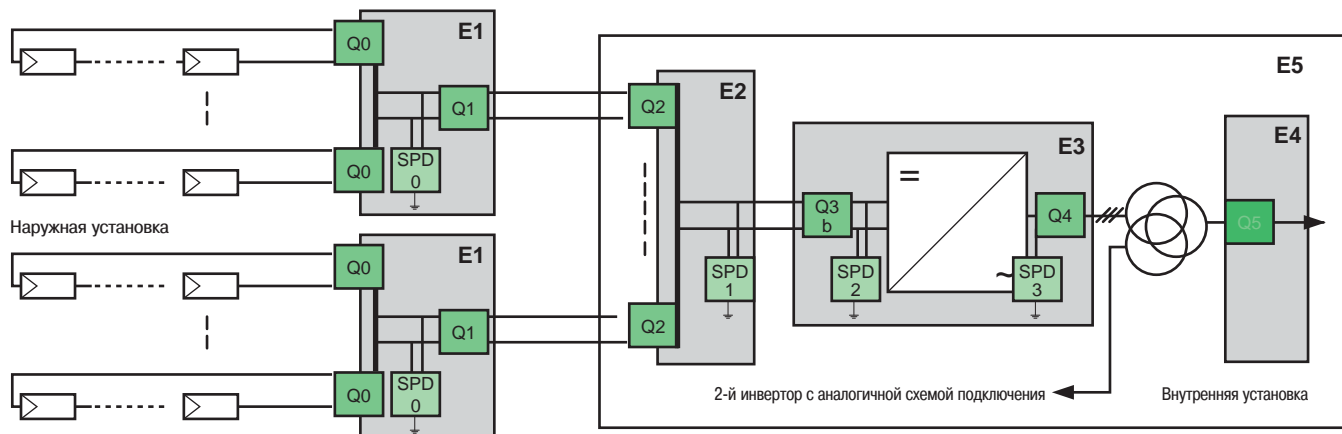 E1
Q0
Q1
SPD
0
Q0
Наружная установка
E1
Q0
Q1
SPD
0
Q0
E5
E2
Q2
SPD
1
Q2
E3
=
Q3
b
SPD
2
~
SPD
3
Q4
E4
Q5
2-й инвертор с аналогичной схемой подключения
Внутренняя установка